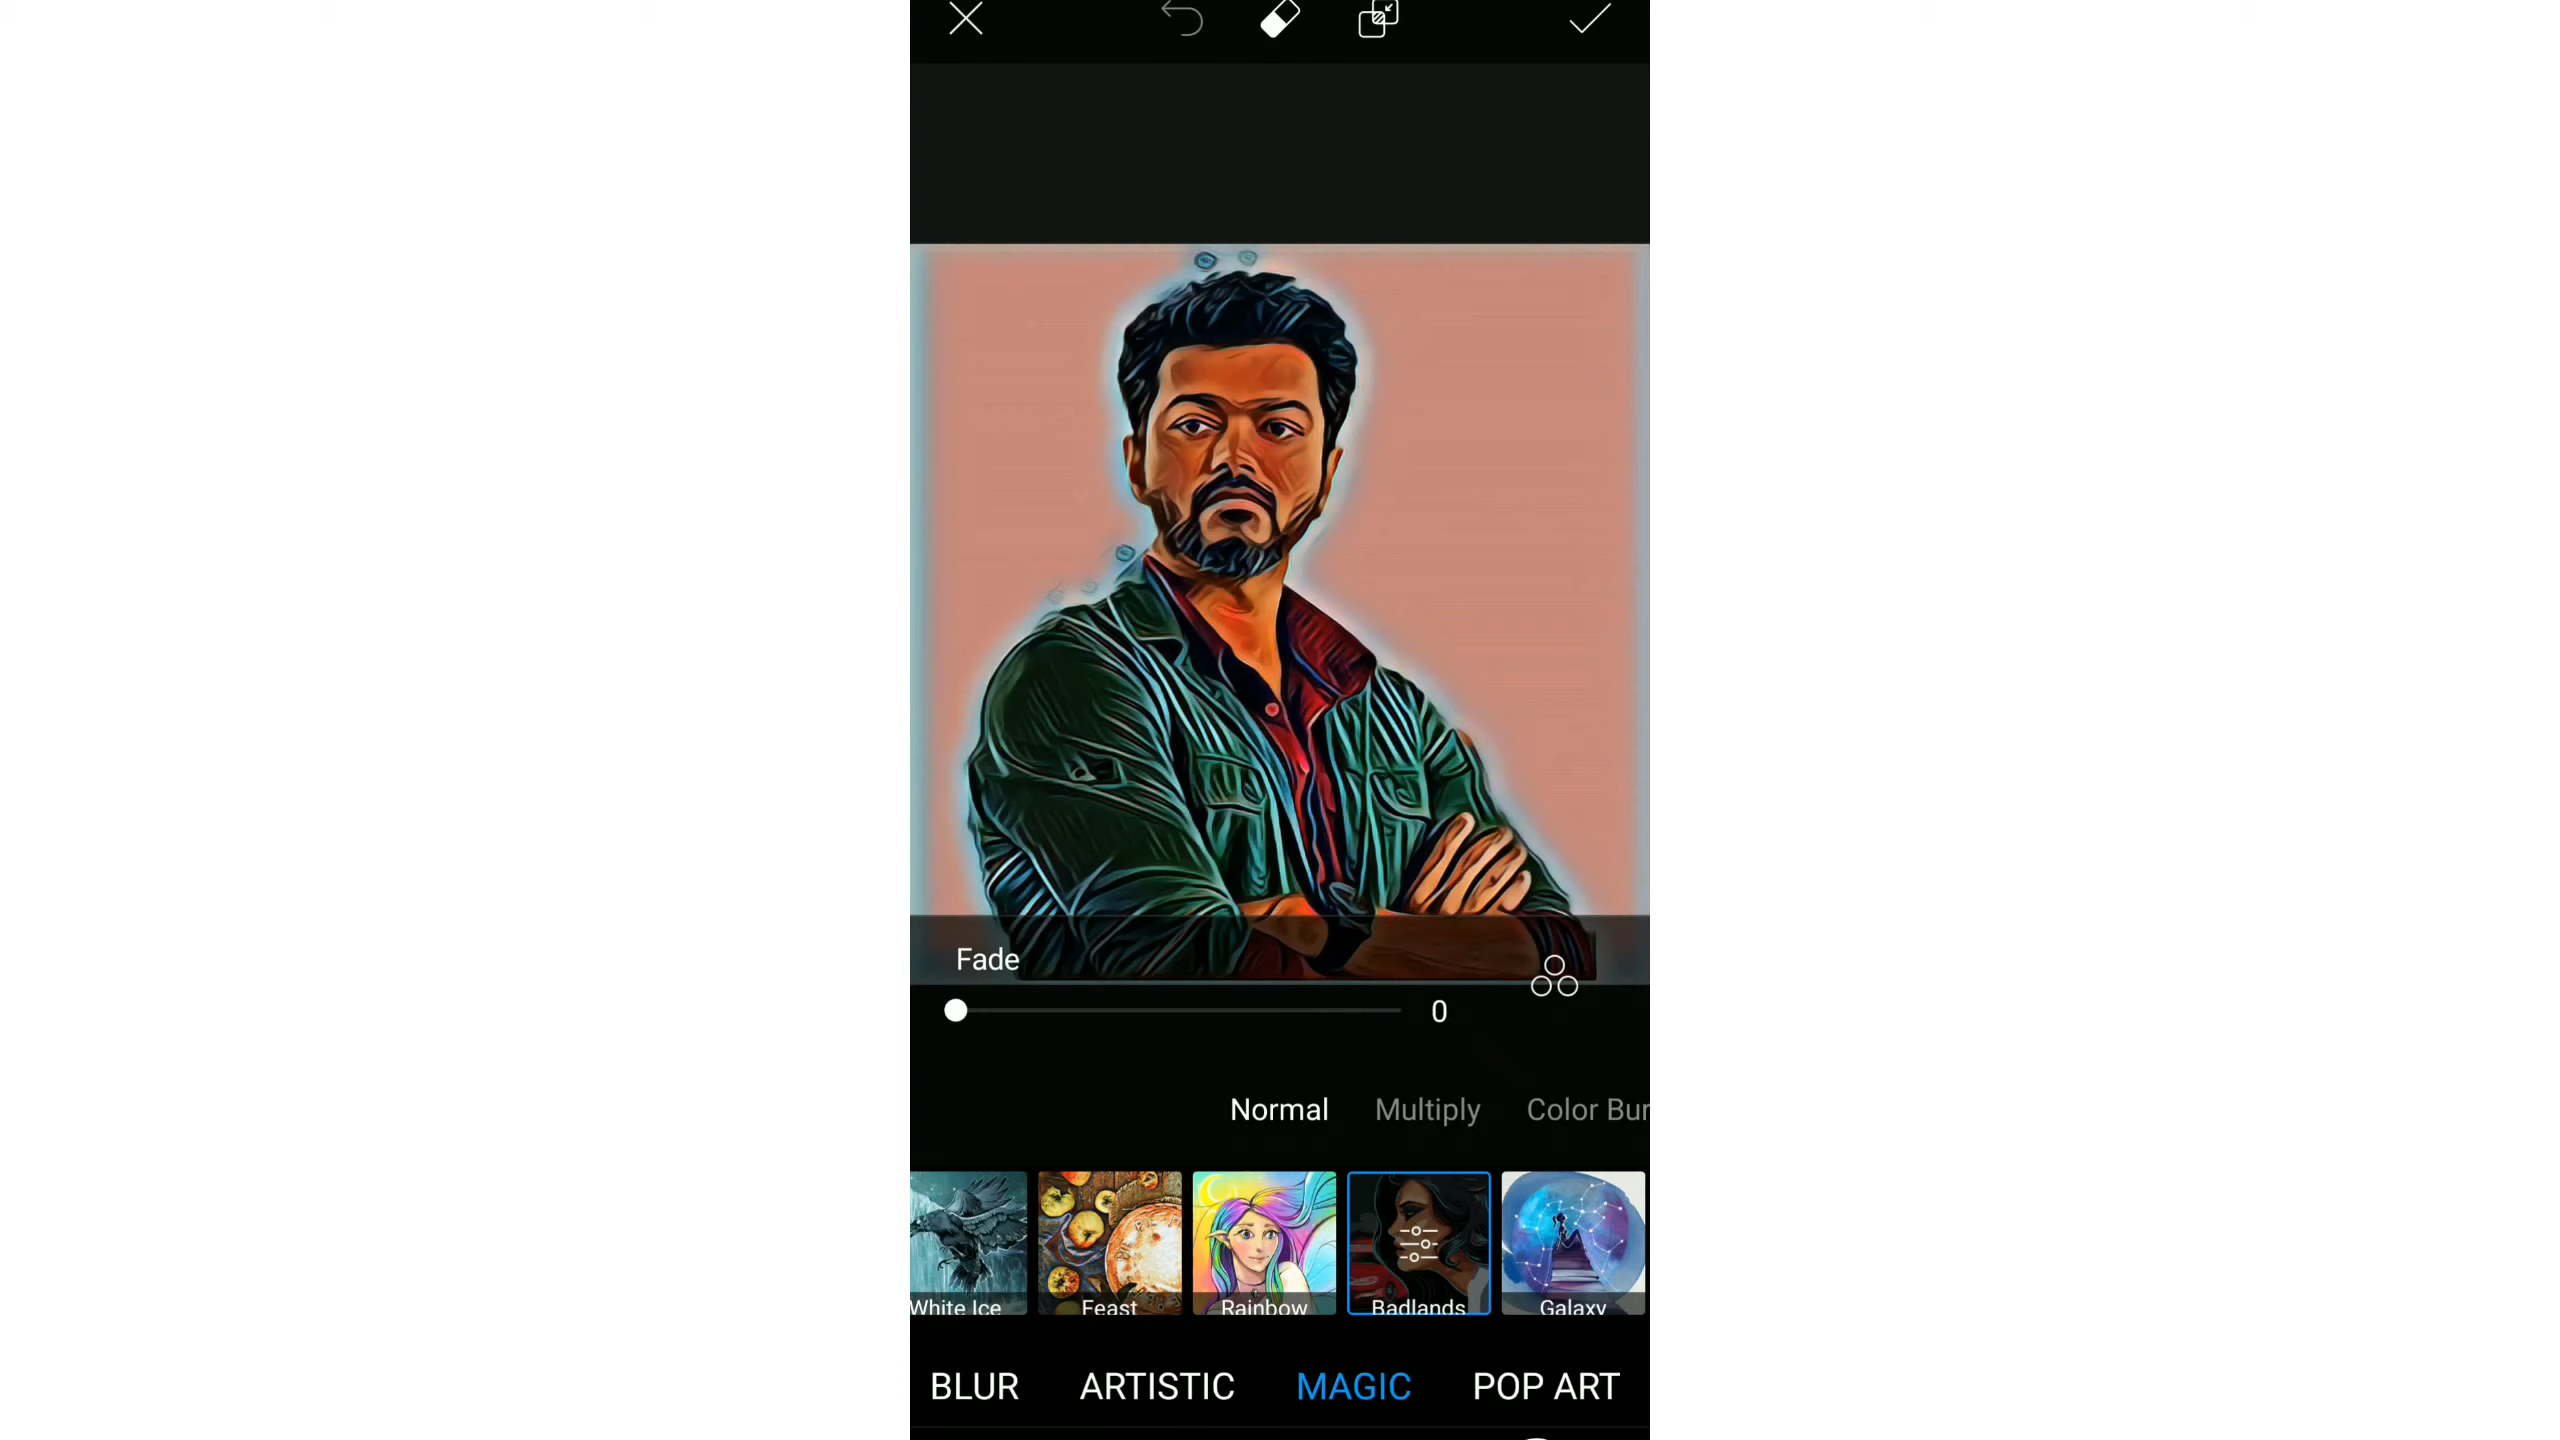 Fade
0
Normal Multiply Color Bur
White Ice Feast Rainbow Badlands Galaxy
BLUR ARTISTIC MAGIC POP ART